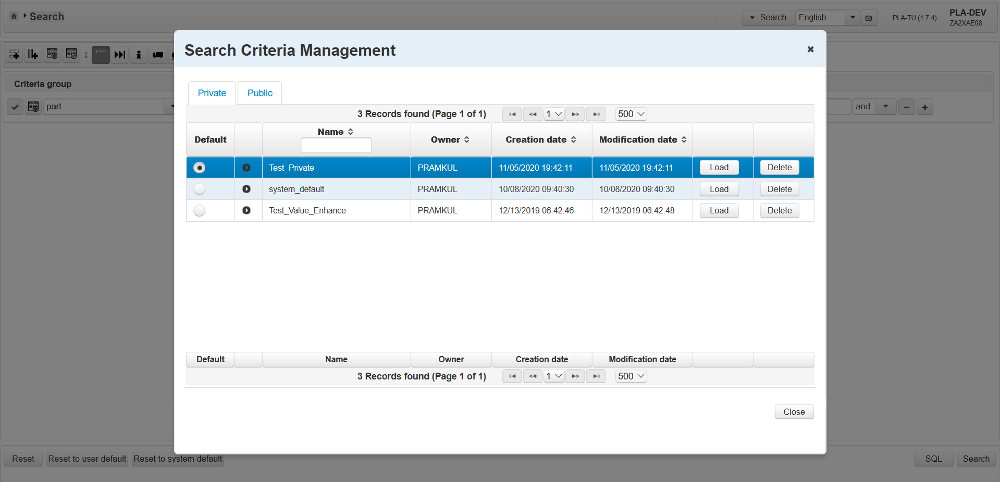 Search
Search
English
PLA-TU (1.7.4)
PLA-DEV
ZA2XAE08
Search Criteria Management
Criteria group
part
and
Private
Public
3 Records found (Page 1 of 1) 1 500
Default Name Owner Creation date Modification date
Test_Private PRAMKUL 11/05/2020 19:42:11 11/05/2020 19:42:11 Load Delete
system_default PRAMKUL 10/08/2020 09:40:30 10/08/2020 09:40:30 Load Delete
Test_Value_Enhance PRAMKUL 12/13/2019 06:42:46 12/13/2019 06:42:48 Load Delete
Default Name Owner Creation date Modification date
3 Records found (Page 1 of 1) 1 500
Close
Reset Reset to user default Reset to system default SQL Search